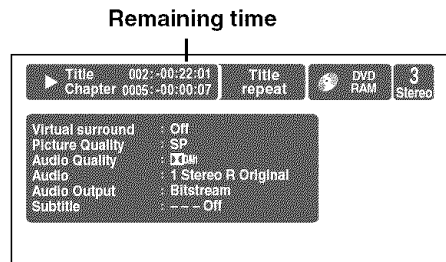 Remaining time
Title 002:-00:22:01
Chapter 0005:-00:00:07
Title repeat
DVD RAM
3 Stereo
Virtual surround : Off
Picture Quality : SP
Audio Quality :
Audio : 1 Stereo R Original
Audio Output : Bitstream
Subtitle : – – – Off